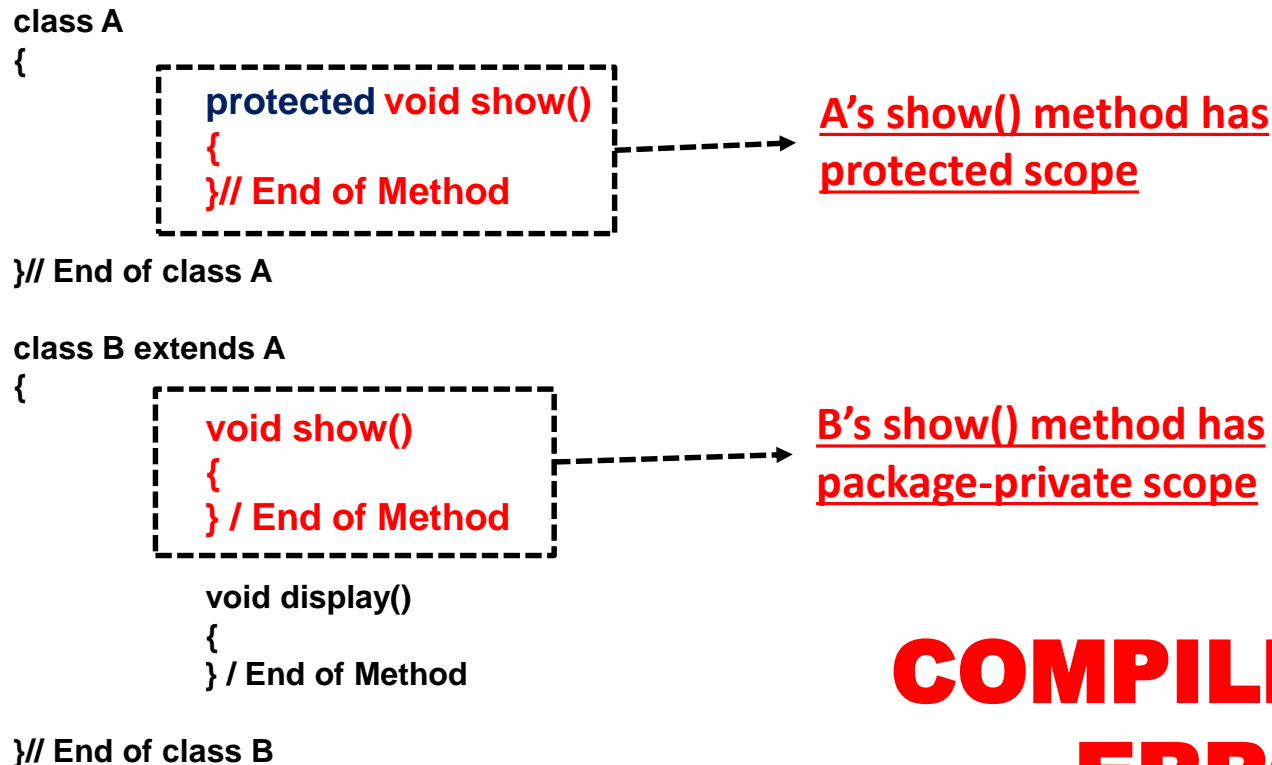 class A
{
protected void show()
{
}// End of Method
A’s show() method has
protected scope
}// End of class A
class B extends A
{
void show()
{
} / End of Method
B’s show() method has
package-private scope
void display()
{
} / End of Method
}// End of class B